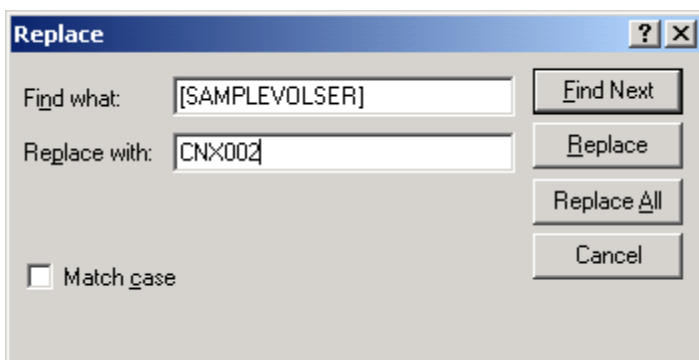 Replace
Find what: [SAMPLEVOLSER] Find Next
Replace with: CNX002 Replace
Replace All
Cancel
Match case